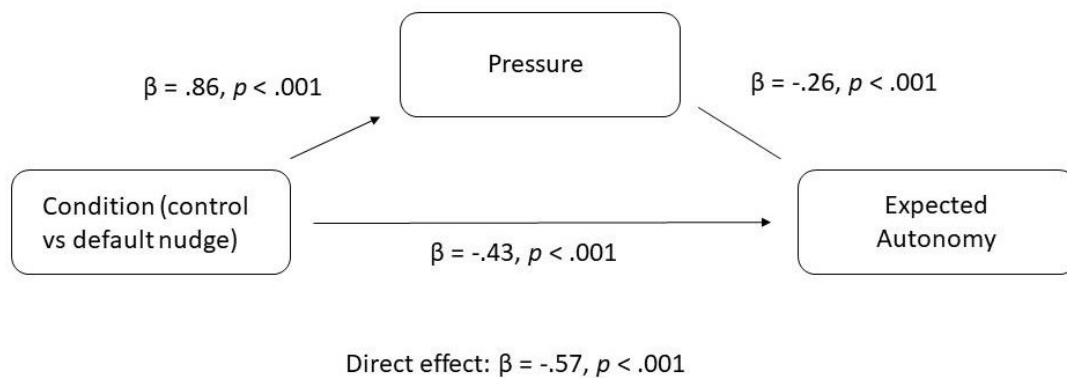 Pressure
β = .86, p < .001
β = -.26, p < .001
Condition (control
vs default nudge)
Expected
Autonomy
β = -.43, p < .001
Direct effect: β = -.57, p < .001